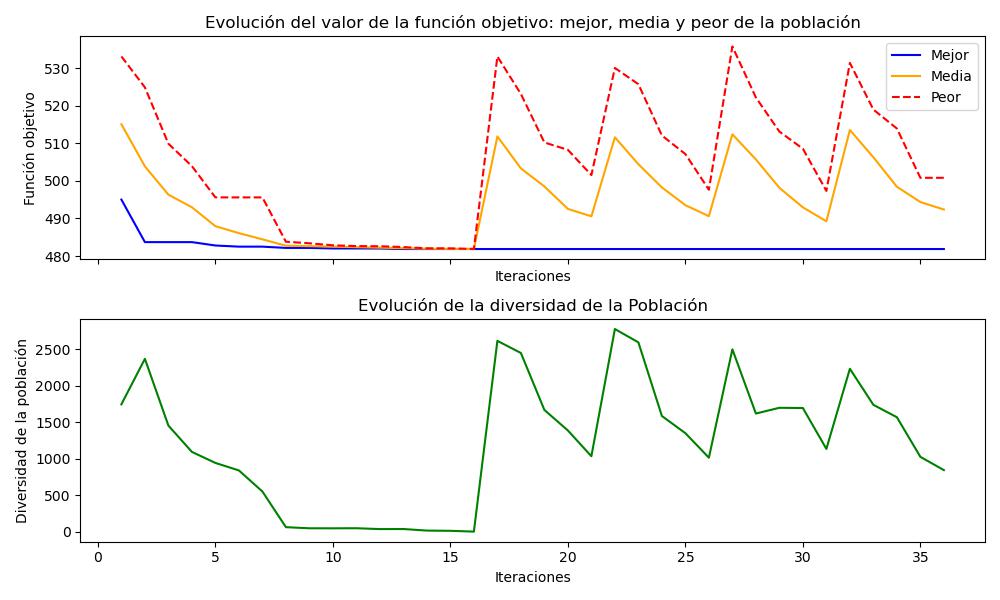 Evolución del valor de la función objetivo: mejor, media y peor de la población
Función objetivo
530
520
510
500
490
480
Mejor
Media
Peor
Iteraciones
Evolución de la diversidad de la Población
Diversidad de la población
2500
2000
1500
1000
500
0
0 5 10 15 20 25 30 35
Iteraciones